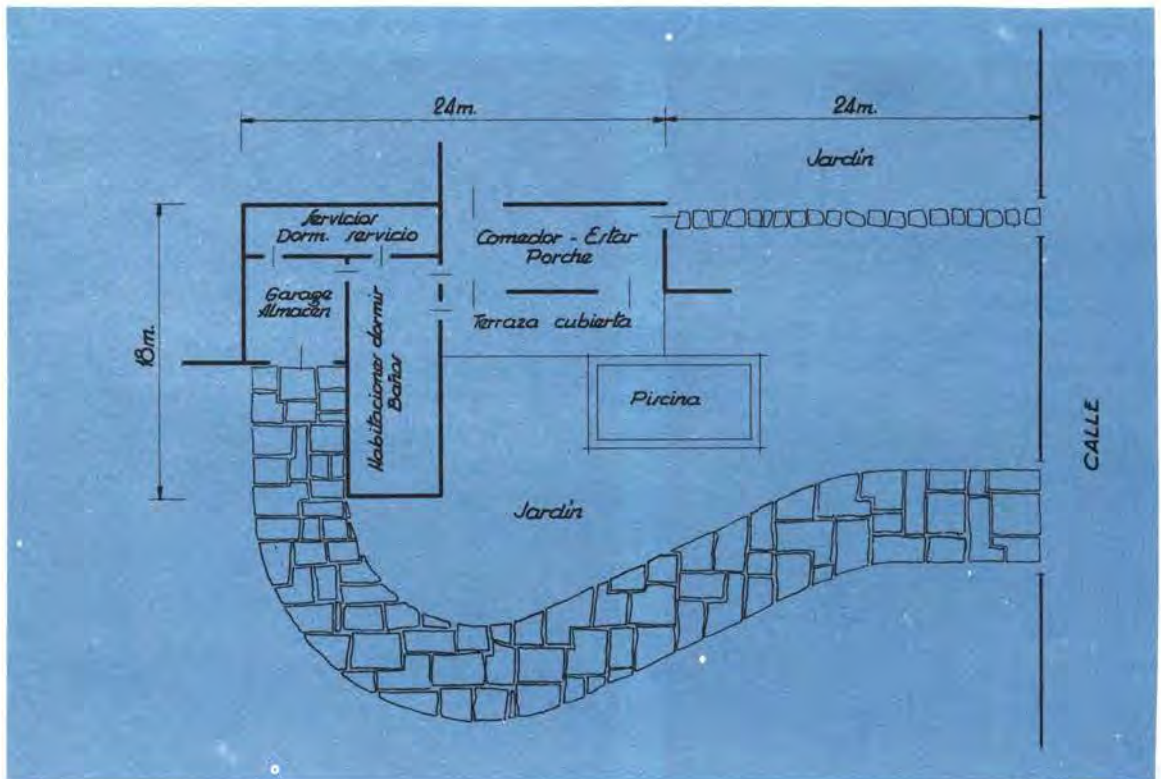 24m.
24m.
Jardín
Servicios
Dorm. servicio
Comedor - Estar
Porche
Garage
Almacén
Habitaciones dormir
Baños
Terraza cubierta
18m.
Piscina
CALLE
Jardín